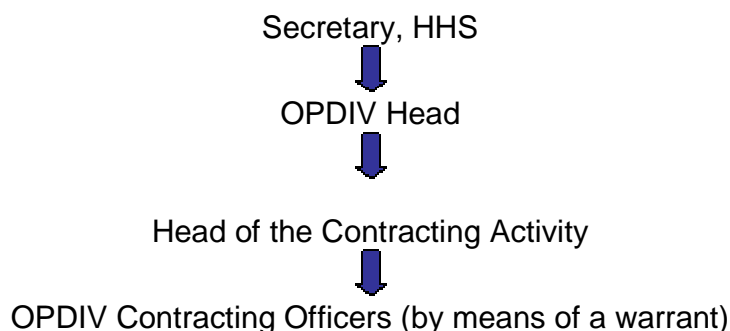 Secretary, HHS
OPDIV Head
Head of the Contracting Activity
OPDIV Contracting Officers (by means of a warrant)